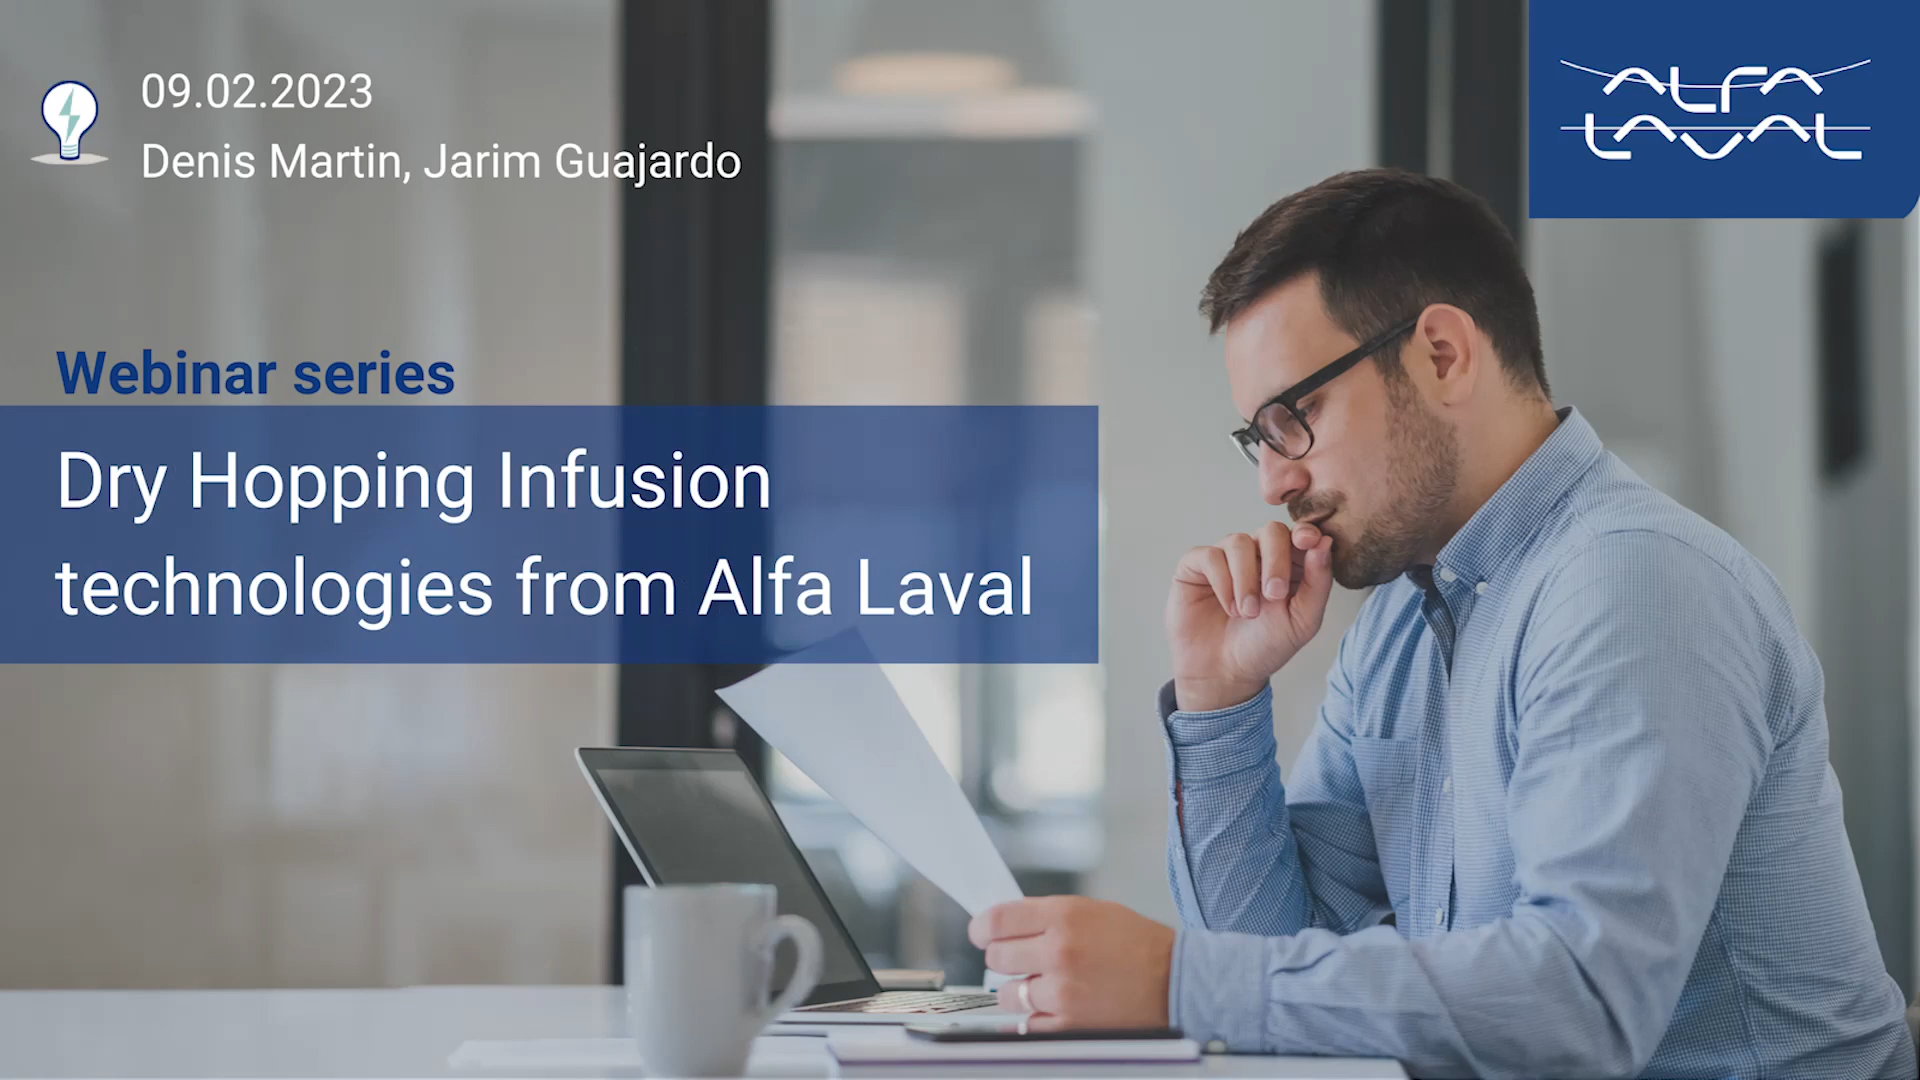 09.02.2023
Denis Martin, Jarim Guajardo
ALFA
LAVAL
Webinar series
Dry Hopping Infusion
technologies from Alfa Laval